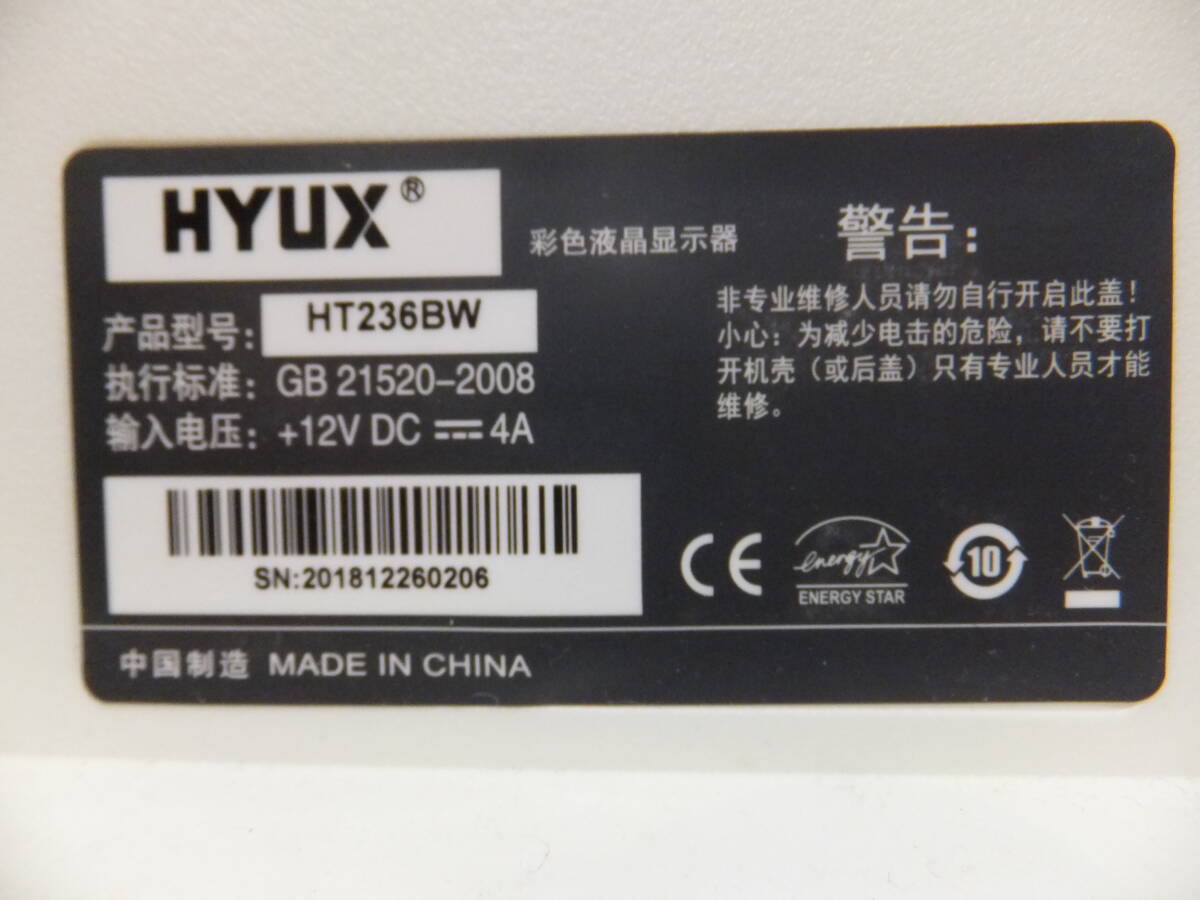 HYUX®
彩色液晶显示器
产品型号: HT236BW
执行标准: GB 21520-2008
输入电压: +12V DC ⎓ 4A
SN:201812260206
警告:
非专业维修人员请勿自行开启此盖!
小心: 为减少电击的危险, 请不要打
开机壳(或后盖)只有专业人员才能
维修。
CE
energy
ENERGY STAR
10
中国制造 MADE IN CHINA